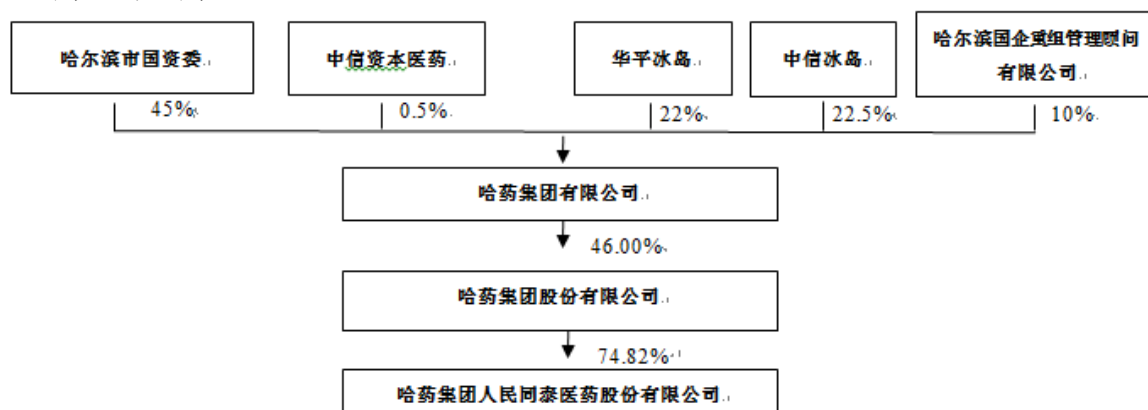 哈尔滨市国资委
中信资本医药
华平冰岛
中信冰岛
哈尔滨国企重组管理顾问
有限公司
45%
0.5%
22%
22.5%
10%
哈药集团有限公司
46.00%
哈药集团股份有限公司
74.82%
哈药集团人民同泰医药股份有限公司